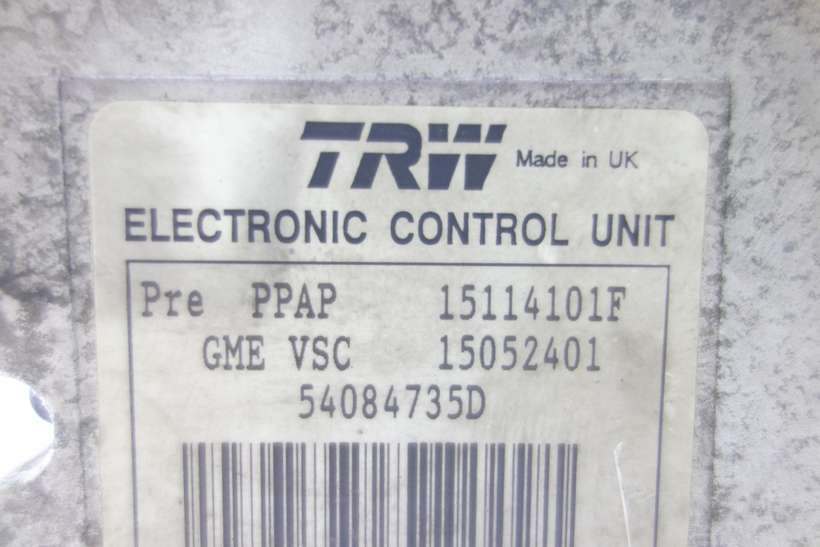 TRW Made in UK
ELECTRONIC CONTROL UNIT
Pre PPAP 15114101F
GME VSC 15052401
54084735D